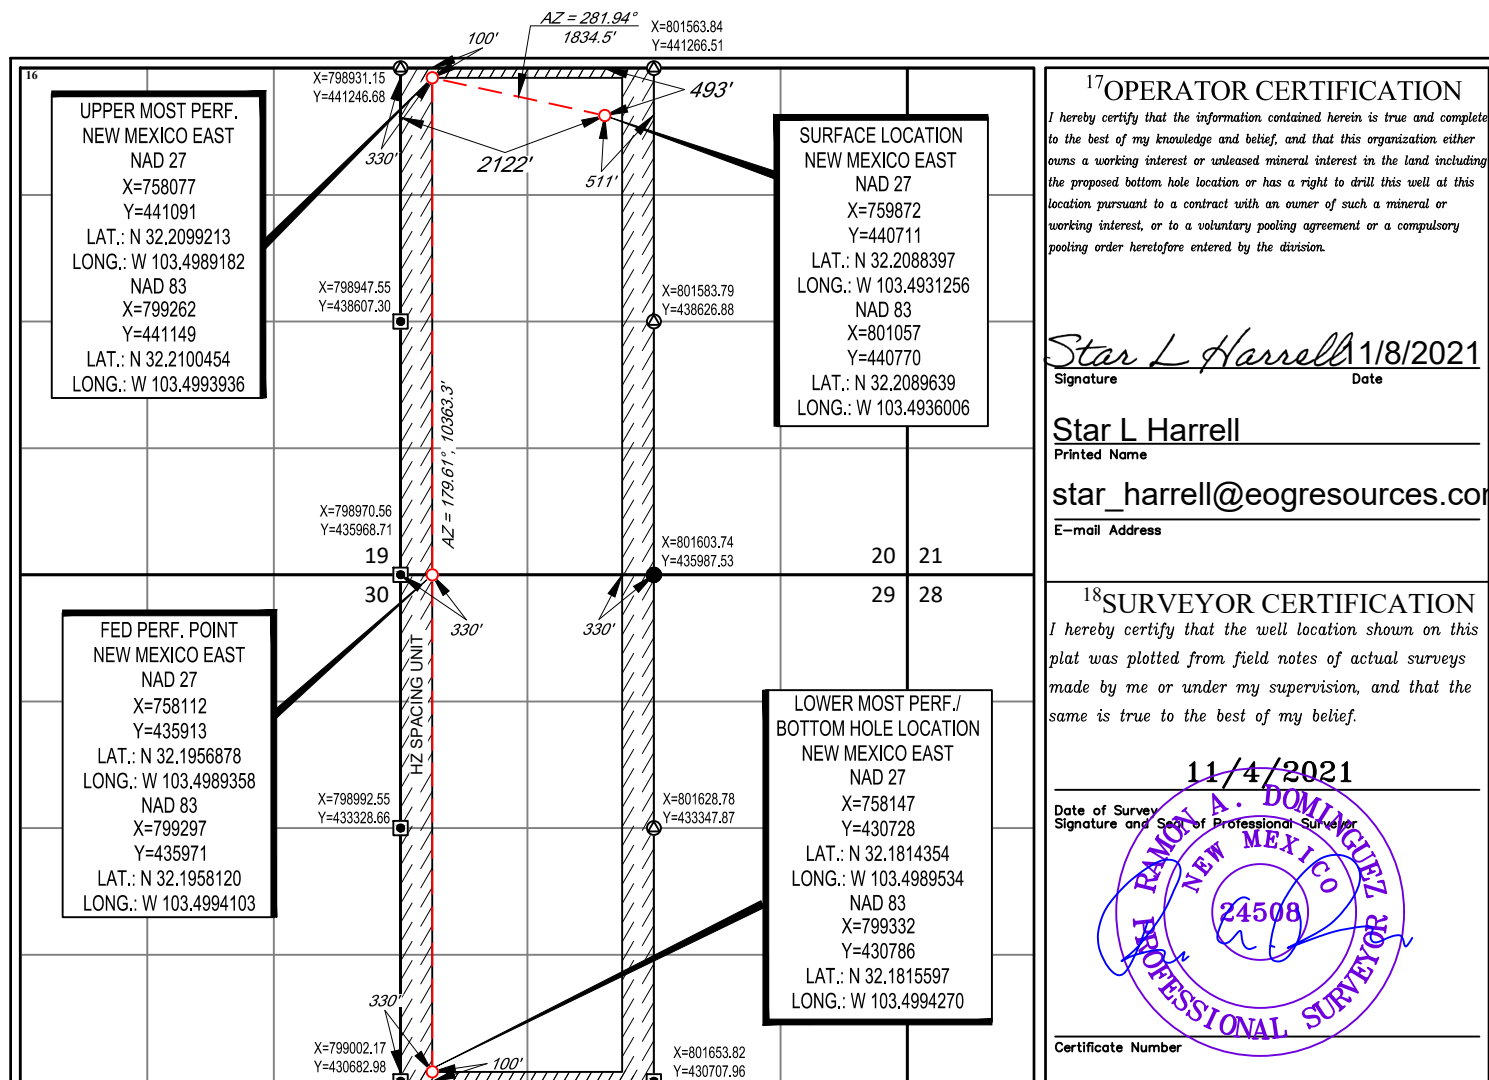 AZ = 281.94°
1834.5'
100'
X=801563.84
Y=441266.51
16
X=798931.15
Y=441246.68
493'
330'
2122'
511'
UPPER MOST PERF.
NEW MEXICO EAST
NAD 27
X=758077
Y=441091
LAT.: N 32.2099213
LONG.: W 103.4989182
NAD 83
X=799262
Y=441149
LAT.: N 32.2100454
LONG.: W 103.4993936
SURFACE LOCATION
NEW MEXICO EAST
NAD 27
X=759872
Y=440711
LAT.: N 32.2088397
LONG.: W 103.4931256
NAD 83
X=801057
Y=440770
LAT.: N 32.2089639
LONG.: W 103.4936006
X=798947.55
Y=438607.30
X=801583.79
Y=438626.88
AZ = 179.61°, 10363.3'
X=798970.56
Y=435968.71
X=801603.74
Y=435987.53
19
20 21
30
29 28
330'
330'
HZ SPACING UNIT
FED PERF. POINT
NEW MEXICO EAST
NAD 27
X=758112
Y=435913
LAT.: N 32.1956878
LONG.: W 103.4989358
NAD 83
X=799297
Y=435971
LAT.: N 32.1958120
LONG.: W 103.4994103
LOWER MOST PERF./
BOTTOM HOLE LOCATION
NEW MEXICO EAST
NAD 27
X=758147
Y=430728
LAT.: N 32.1814354
LONG.: W 103.4989534
NAD 83
X=799332
Y=430786
LAT.: N 32.1815597
LONG.: W 103.4994270
X=798992.55
Y=433328.66
X=801628.78
Y=433347.87
330'
100'
X=799002.17
Y=430682.98
X=801653.82
Y=430707.96
17OPERATOR CERTIFICATION
I hereby certify that the information contained herein is true and complete
to the best of my knowledge and belief, and that this organization either
owns a working interest or unleased mineral interest in the land including
the proposed bottom hole location or has a right to drill this well at this
location pursuant to a contract with an owner of such a mineral or
working interest, or to a voluntary pooling agreement or a compulsory
pooling order heretofore entered by the division.
Star L Harrell 11/8/2021
Signature Date
Star L Harrell
Printed Name
star_harrell@eogresources.com
E-mail Address
18SURVEYOR CERTIFICATION
I hereby certify that the well location shown on this
plat was plotted from field notes of actual surveys
made by me or under my supervision, and that the
same is true to the best of my belief.
11/4/2021
Date of Survey
Signature and Seal of Professional Surveyor
RAMON A. DOMINGUEZ
NEW MEXICO
24508
PROFESSIONAL SURVEYOR
Certificate Number